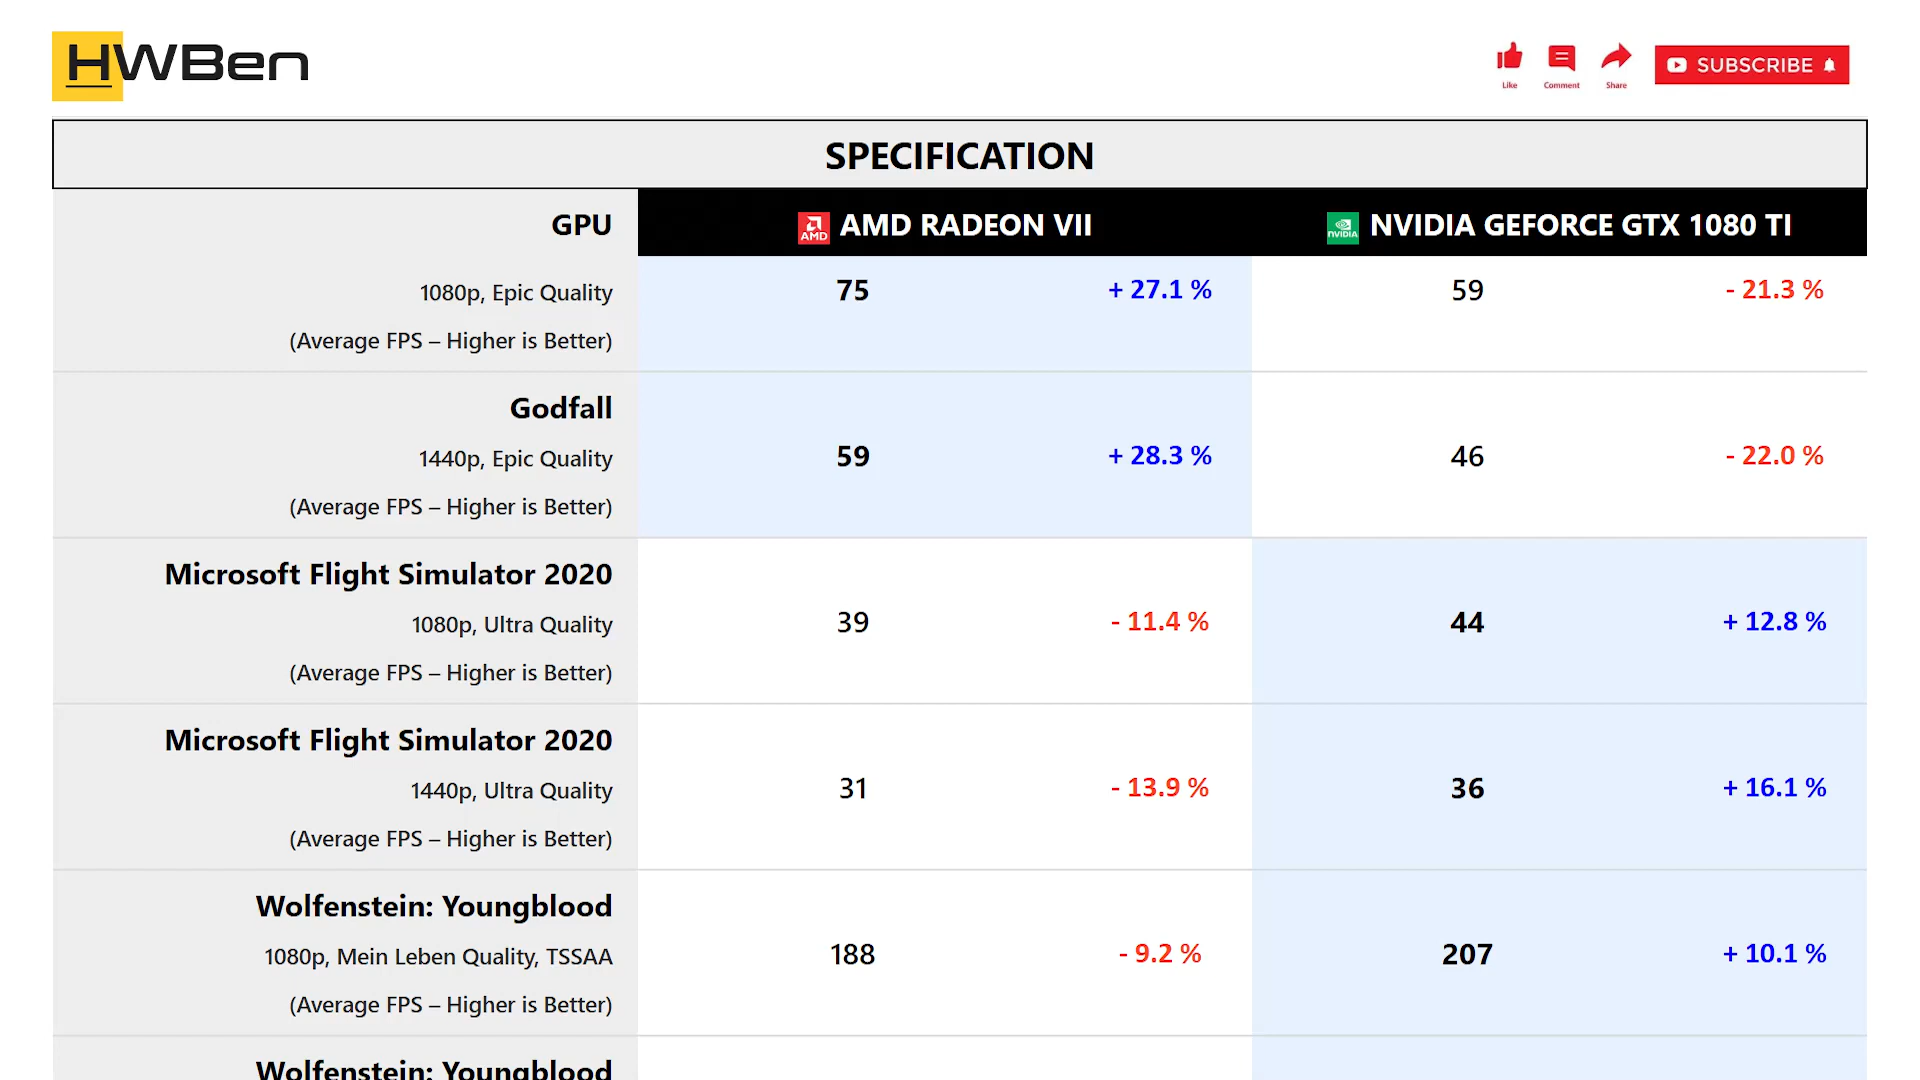 HWBen
Like
Comment
Share
SUBSCRIBE
SPECIFICATION
GPU AMD AMD RADEON VII NVIDIA NVIDIA GEFORCE GTX 1080 TI
1080p, Epic Quality 75 + 27.1 % 59 - 21.3 %
(Average FPS – Higher is Better)
Godfall
1440p, Epic Quality 59 + 28.3 % 46 - 22.0 %
(Average FPS – Higher is Better)
Microsoft Flight Simulator 2020
1080p, Ultra Quality 39 - 11.4 % 44 + 12.8 %
(Average FPS – Higher is Better)
Microsoft Flight Simulator 2020
1440p, Ultra Quality 31 - 13.9 % 36 + 16.1 %
(Average FPS – Higher is Better)
Wolfenstein: Youngblood
1080p, Mein Leben Quality, TSSAA 188 - 9.2 % 207 + 10.1 %
(Average FPS – Higher is Better)
Wolfenstein: Youngblood